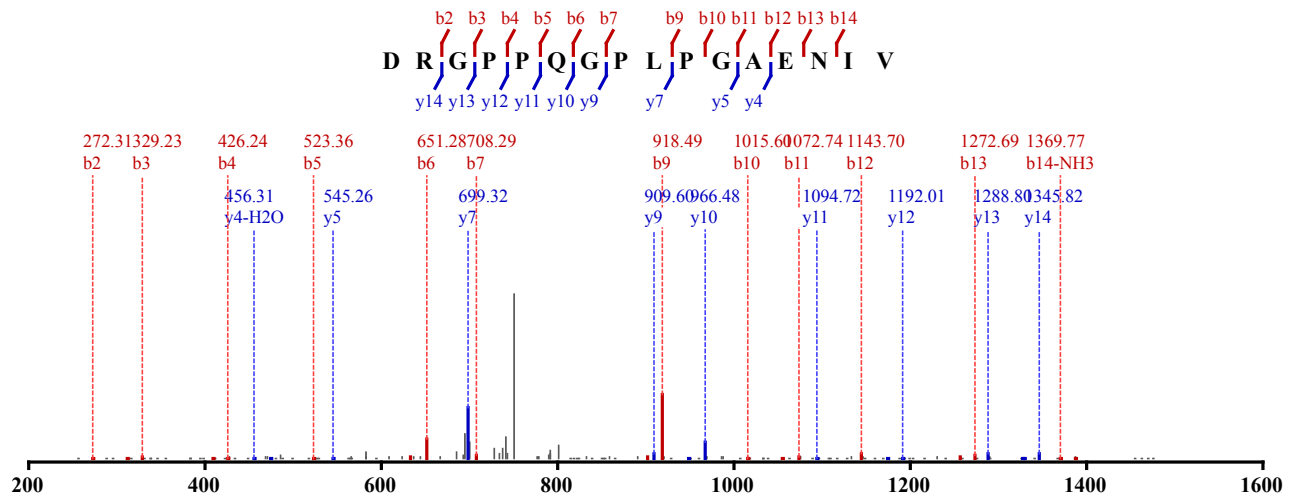 b2 b3 b4 b5 b6 b7 b9 b10 b11 b12 b13 b14
D R G P P Q G P L P G A E N I V
y14 y13 y12 y11 y10 y9 y7 y5 y4
272.31 329.23 426.24 523.36 651.28 708.29 918.49 1015.60 1072.74 1143.70 1272.69 1369.77
b2 b3 b4 b5 b6 b7 b9 b10 b11 b12 b13 b14-NH3
456.31 545.26 699.32 909.60 966.48 1094.72 1192.01 1288.80 1345.82
y4-H2O y5 y7 y9 y10 y11 y12 y13 y14
200 400 600 800 1000 1200 1400 1600